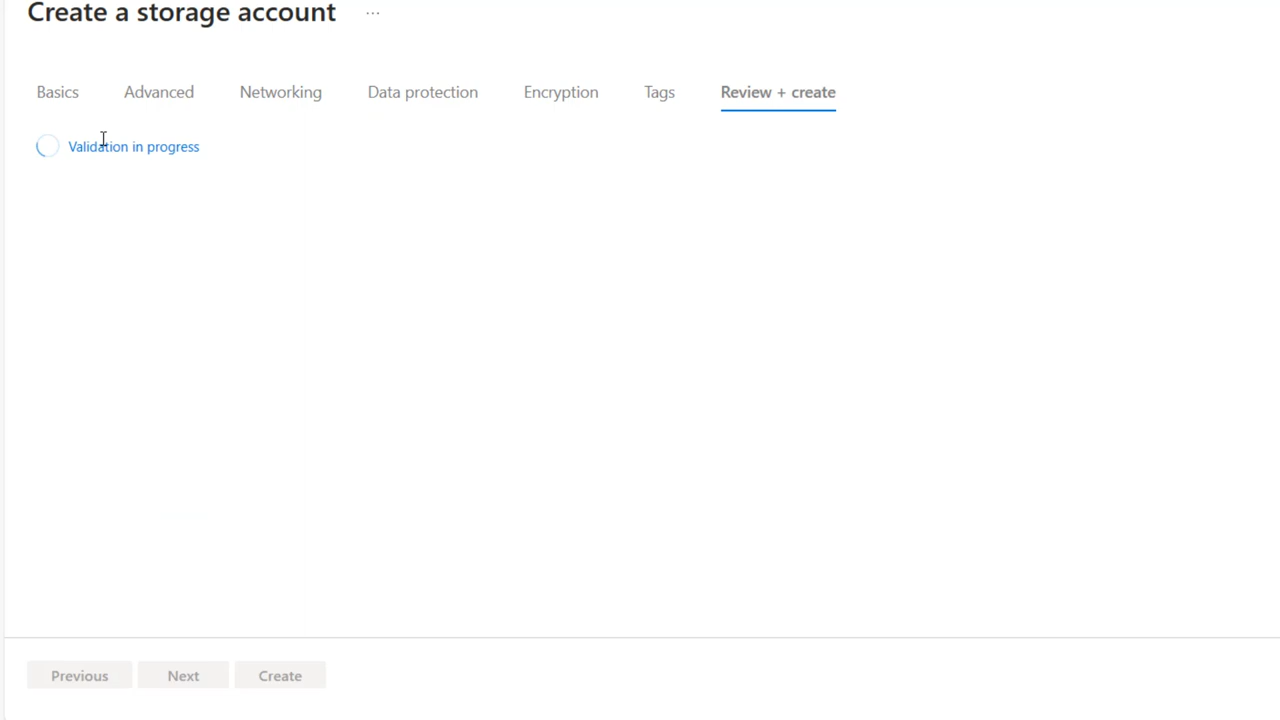 Create a storage account ...
Basics Advanced Networking Data protection Encryption Tags Review + create
Validation in progress
Previous Next Create